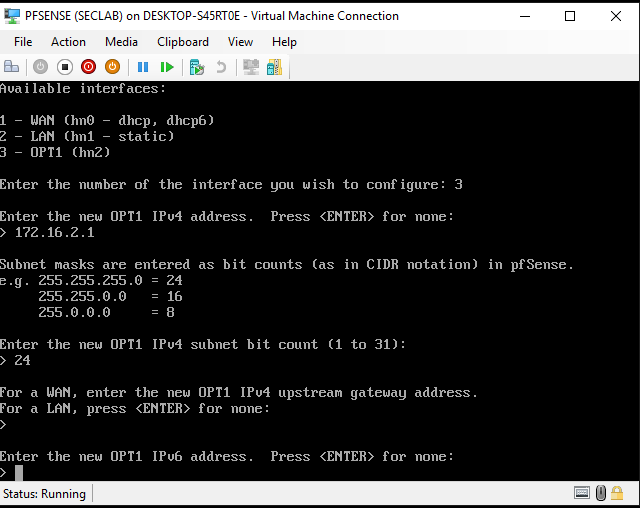 PFSENSE (SECLAB) on DESKTOP-S45RT0E - Virtual Machine Connection
File Action Media Clipboard View Help
Available interfaces:
1 - WAN (hn0 - dhcp, dhcp6)
2 - LAN (hn1 - static)
3 - OPT1 (hn2)
Enter the number of the interface you wish to configure: 3
Enter the new OPT1 IPv4 address.  Press <ENTER> for none:
> 172.16.2.1
Subnet masks are entered as bit counts (as in CIDR notation) in pfSense.
e.g. 255.255.255.0 = 24
     255.255.0.0   = 16
     255.0.0.0     = 8
Enter the new OPT1 IPv4 subnet bit count (1 to 31):
> 24
For a WAN, enter the new OPT1 IPv4 upstream gateway address.
For a LAN, press <ENTER> for none:
>
Enter the new OPT1 IPv6 address.  Press <ENTER> for none:
>
Status: Running